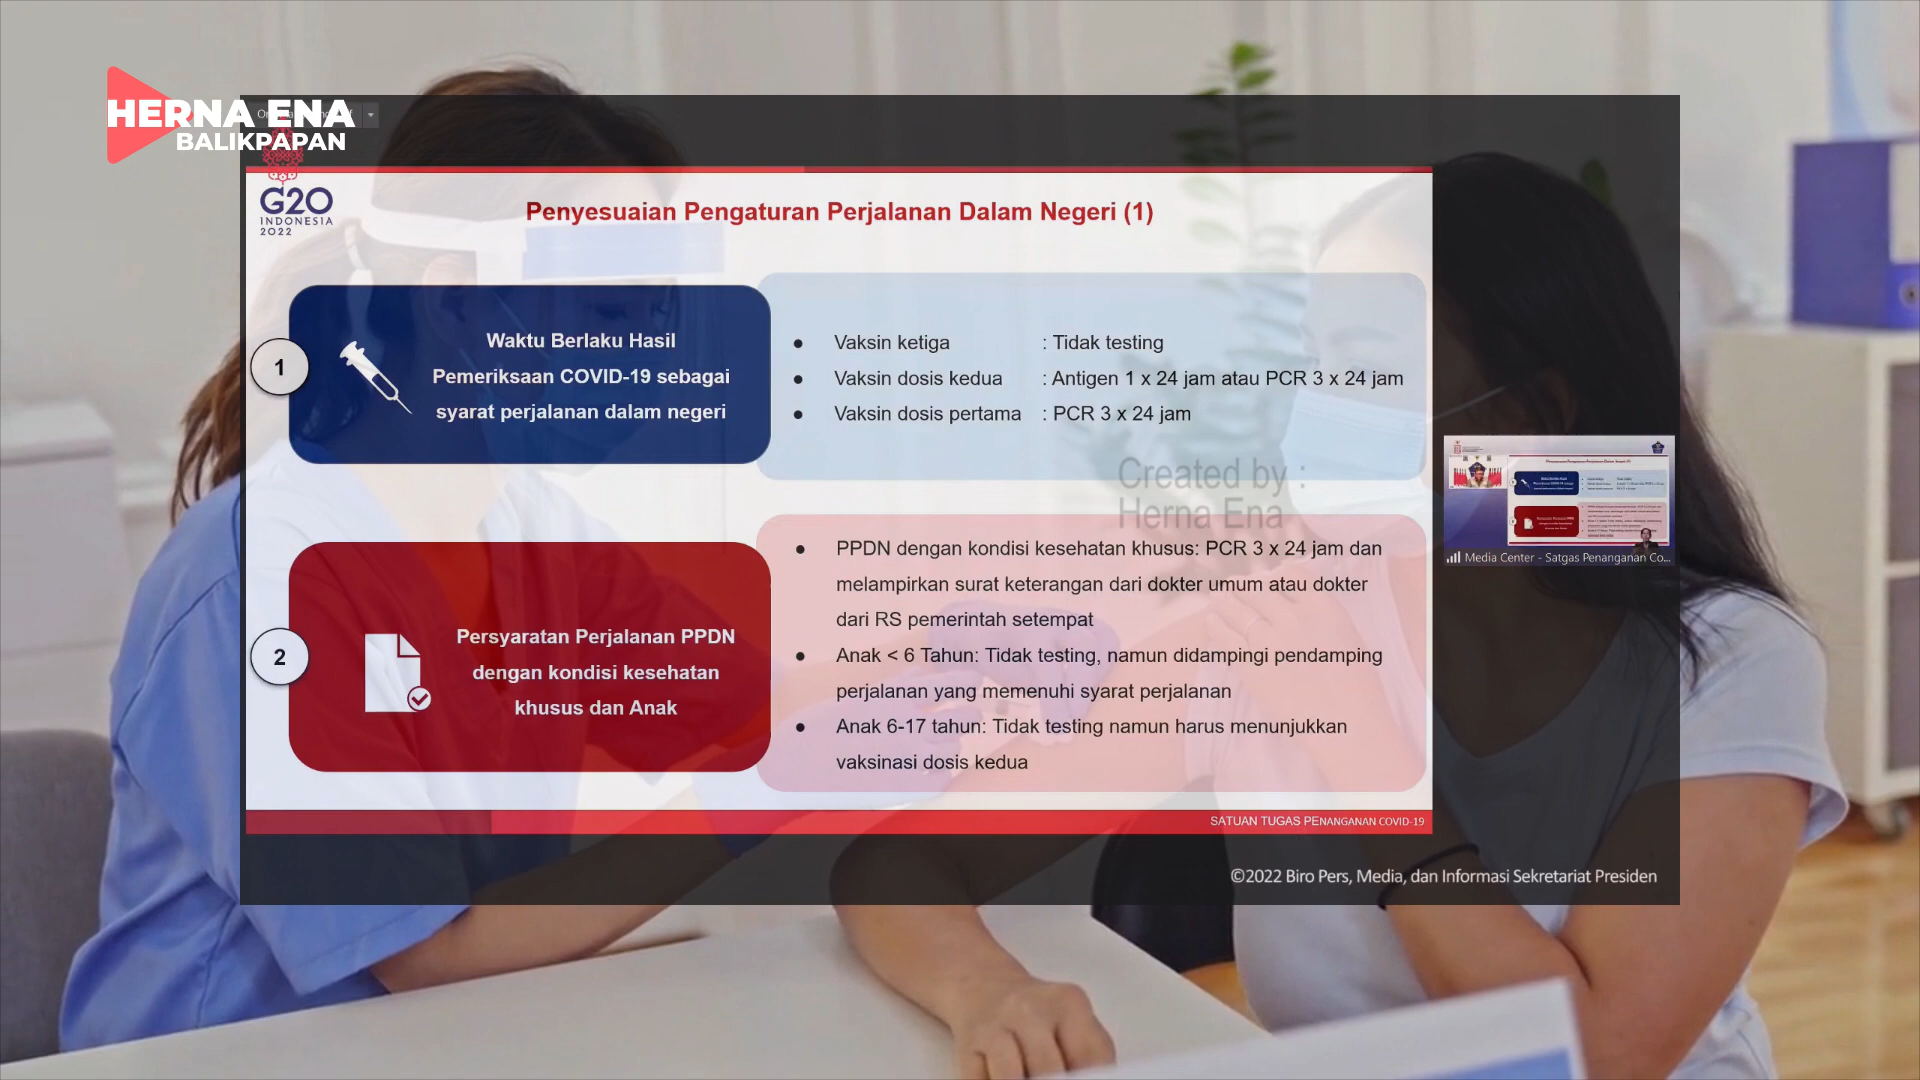 HERNA ENA
BALIKPAPAN
G20
INDONESIA
2022
Penyesuaian Pengaturan Perjalanan Dalam Negeri (1)
1
Waktu Berlaku Hasil
Pemeriksaan COVID-19 sebagai
syarat perjalanan dalam negeri
● Vaksin ketiga : Tidak testing
● Vaksin dosis kedua : Antigen 1 x 24 jam atau PCR 3 x 24 jam
● Vaksin dosis pertama : PCR 3 x 24 jam
Created by :
Herna Ena
2
Persyaratan Perjalanan PPDN
dengan kondisi kesehatan
khusus dan Anak
● PPDN dengan kondisi kesehatan khusus: PCR 3 x 24 jam dan
melampirkan surat keterangan dari dokter umum atau dokter
dari RS pemerintah setempat
● Anak < 6 Tahun: Tidak testing, namun didampingi pendamping
perjalanan yang memenuhi syarat perjalanan
● Anak 6-17 tahun: Tidak testing namun harus menunjukkan
vaksinasi dosis kedua
SATUAN TUGAS PENANGANAN COVID-19
Media Center - Satgas Penanganan Co...
©2022 Biro Pers, Media, dan Informasi Sekretariat Presiden